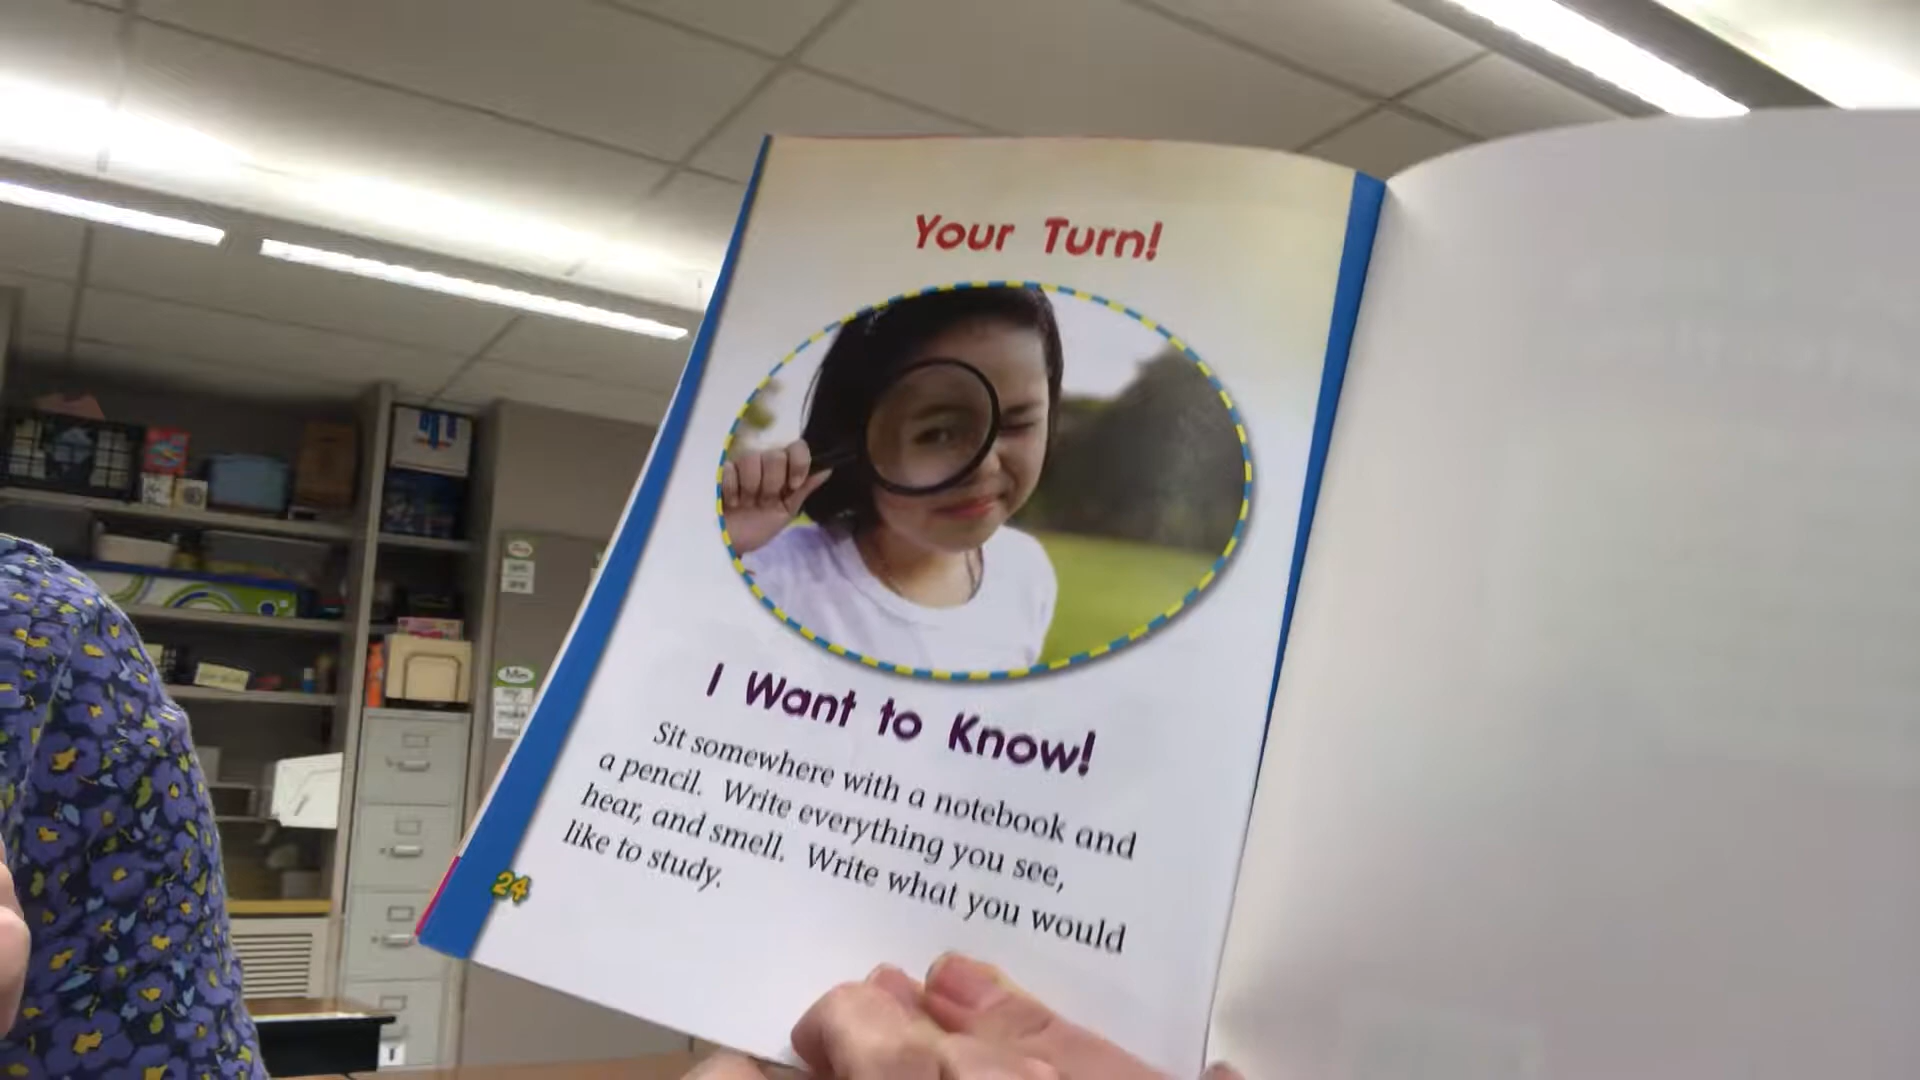 Your Turn!
I Want to Know!
Sit somewhere with a notebook and
a pencil. Write everything you see,
hear, and smell. Write what you would
like to study.
24